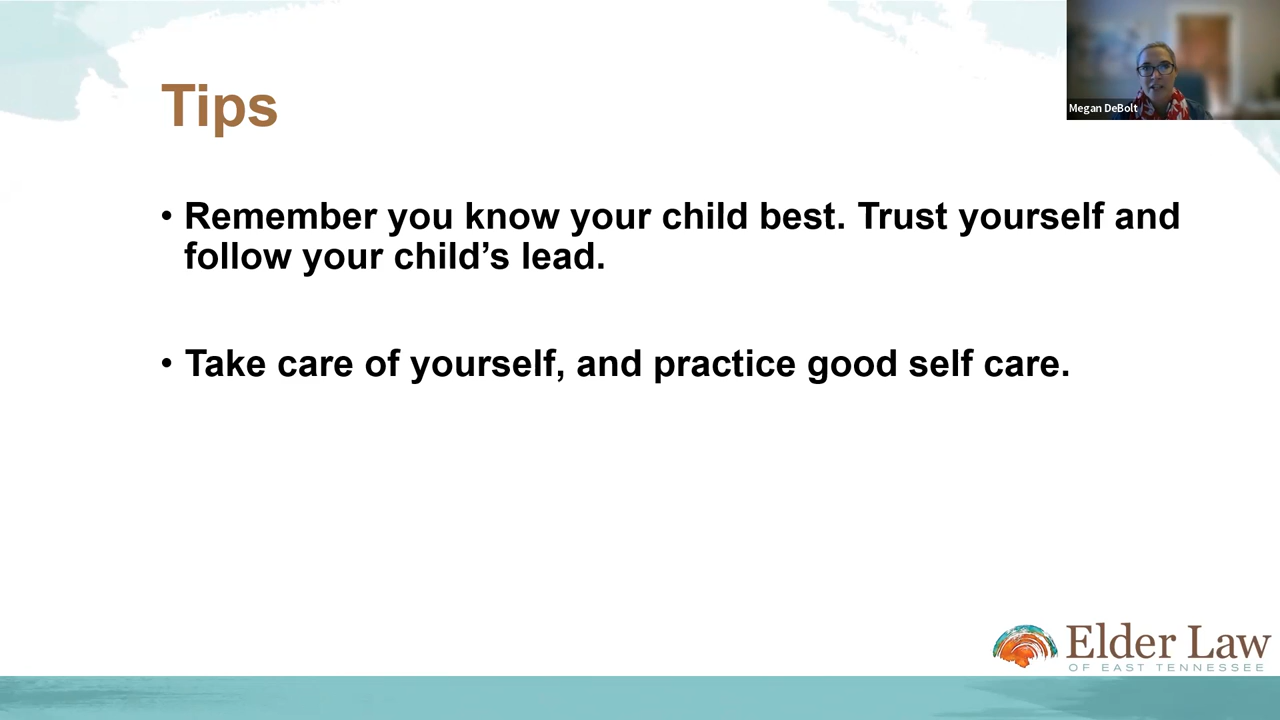 Tips
Megan DeBolt
• Remember you know your child best. Trust yourself and
follow your child’s lead.
• Take care of yourself, and practice good self care.
Elder Law
OF EAST TENNESSEE